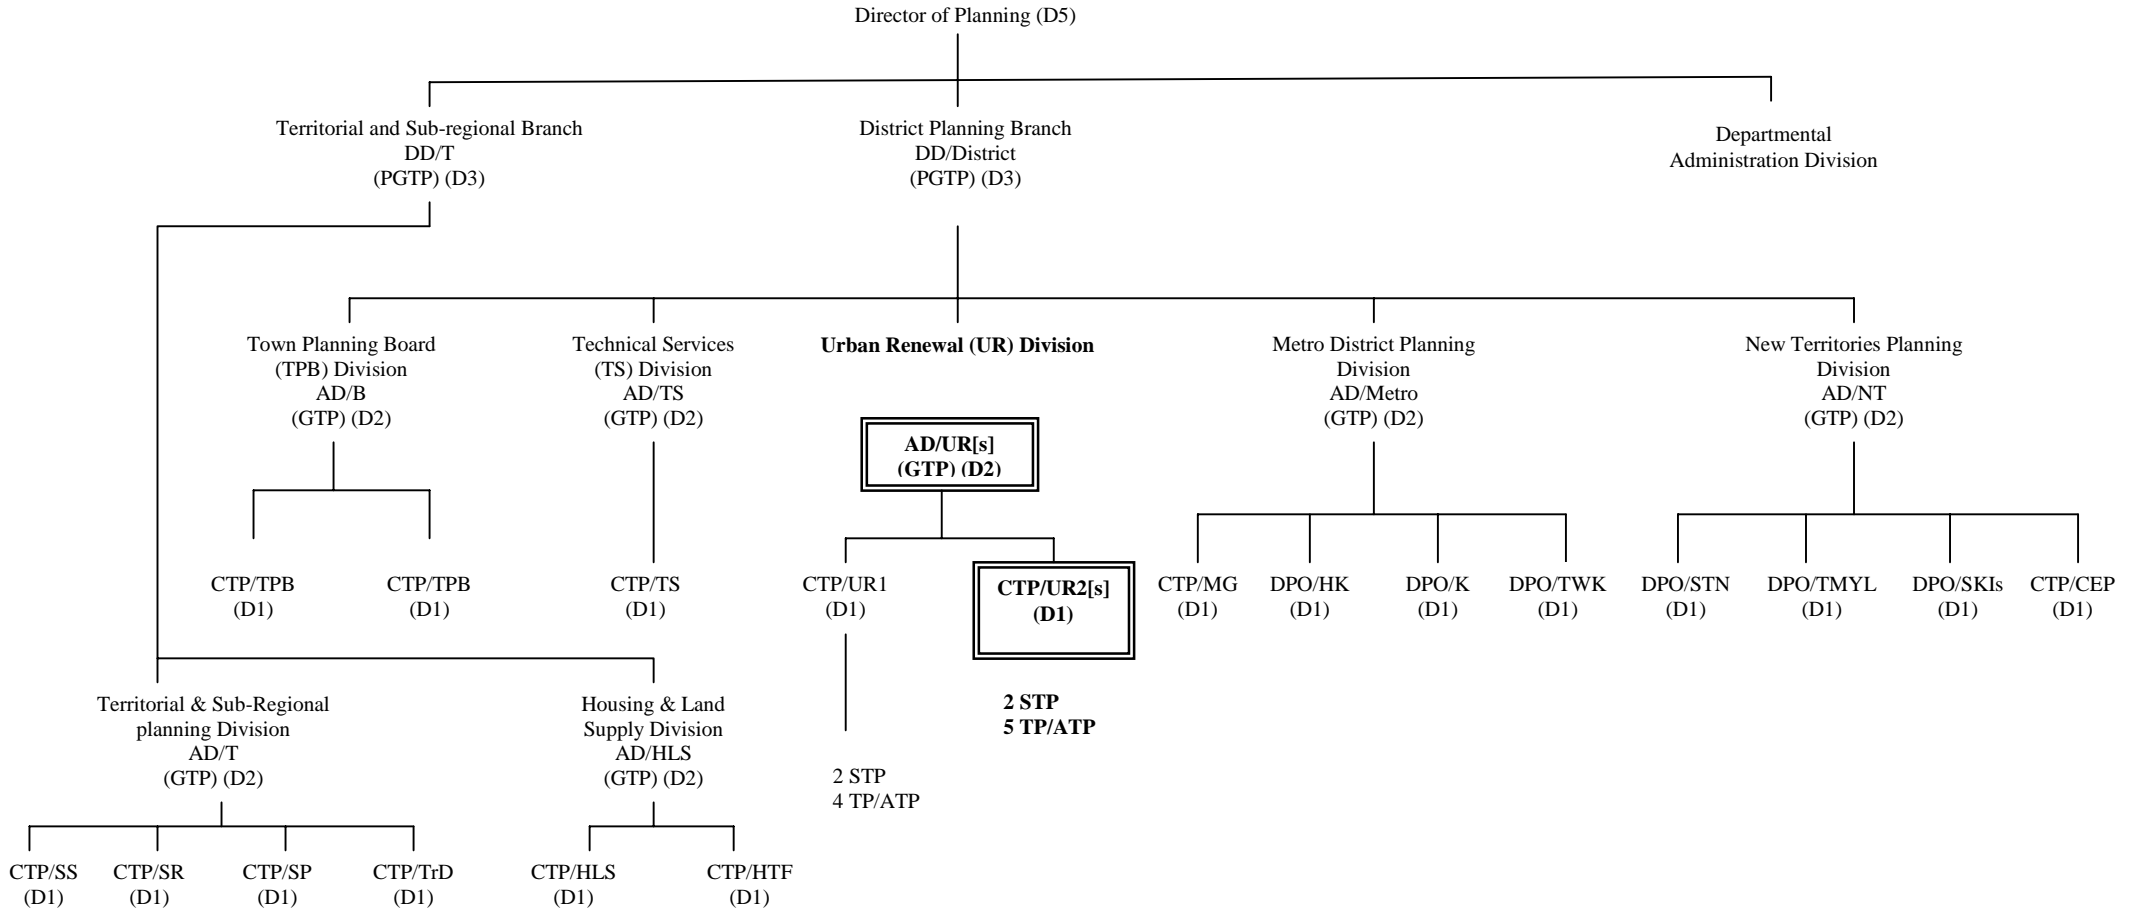 Director of Planning (D5)
Territorial and Sub-regional Branch
DD/T
(PGTP) (D3)
District Planning Branch
DD/District
(PGTP) (D3)
Departmental
Administration Division
Town Planning Board
(TPB) Division
AD/B
(GTP) (D2)
Technical Services
(TS) Division
AD/TS
(GTP) (D2)
Urban Renewal (UR) Division
Metro District Planning
Division
AD/Metro
(GTP) (D2)
New Territories Planning
Division
AD/NT
(GTP) (D2)
AD/UR[s]
(GTP) (D2)
CTP/TPB
(D1)
CTP/TPB
(D1)
CTP/TS
(D1)
CTP/UR1
(D1)
CTP/UR2[s]
(D1)
CTP/MG
(D1)
DPO/HK
(D1)
DPO/K
(D1)
DPO/TWK
(D1)
DPO/STN
(D1)
DPO/TMYL
(D1)
DPO/SKIs
(D1)
CTP/CEP
(D1)
Territorial & Sub-Regional
planning Division
AD/T
(GTP) (D2)
Housing & Land
Supply Division
AD/HLS
(GTP) (D2)
2 STP
4 TP/ATP
2 STP
5 TP/ATP
CTP/SS
(D1)
CTP/SR
(D1)
CTP/SP
(D1)
CTP/TrD
(D1)
CTP/HLS
(D1)
CTP/HTF
(D1)